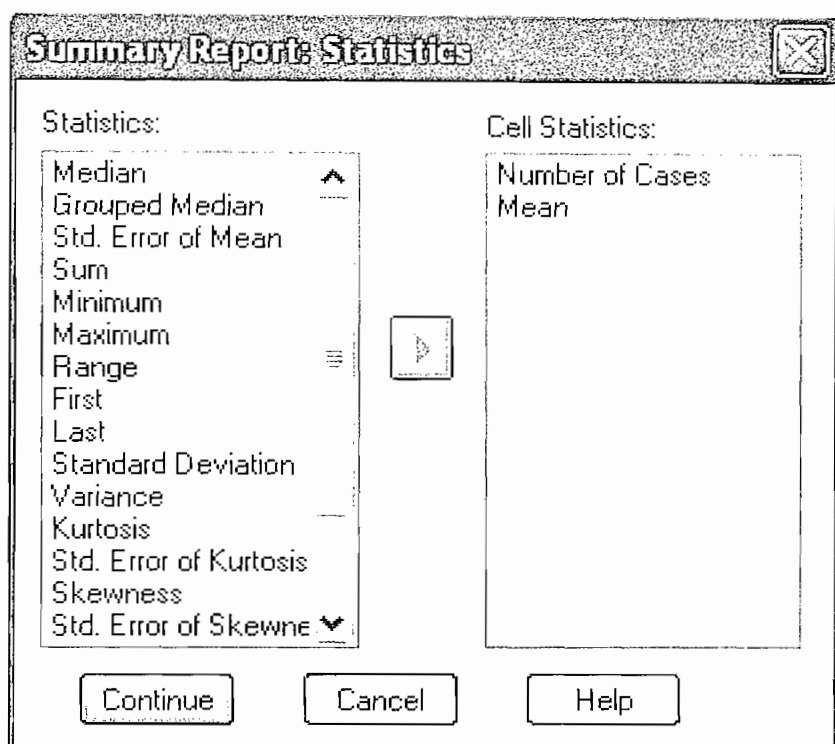 Summary Report: Statistics
Statistics:
Median
Grouped Median
Std. Error of Mean
Sum
Minimum
Maximum
Range
First
Last
Standard Deviation
Variance
Kurtosis
Std. Error of Kurtosis
Skewness
Std. Error of Skewne
Cell Statistics:
Number of Cases
Mean
Continue
Cancel
Help